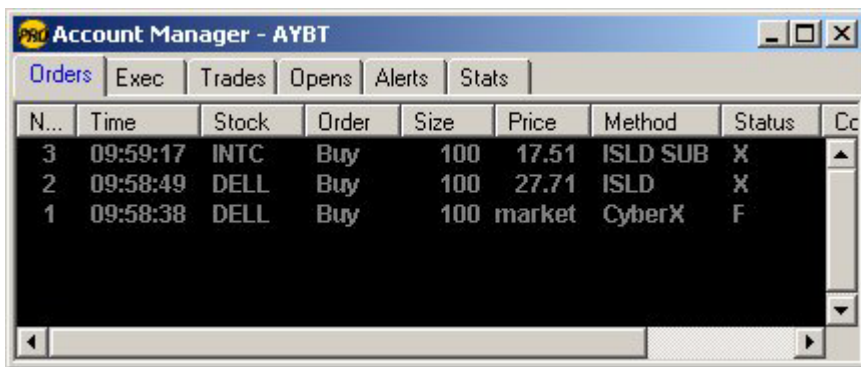 PRO Account Manager - AYBT
Orders Exec Trades Opens Alerts Stats
N... Time Stock Order Size Price Method Status Co
3 09:59:17 INTC Buy 100 17.51 ISLD SUB X
2 09:58:49 DELL Buy 100 27.71 ISLD X
1 09:58:38 DELL Buy 100 market CyberX F